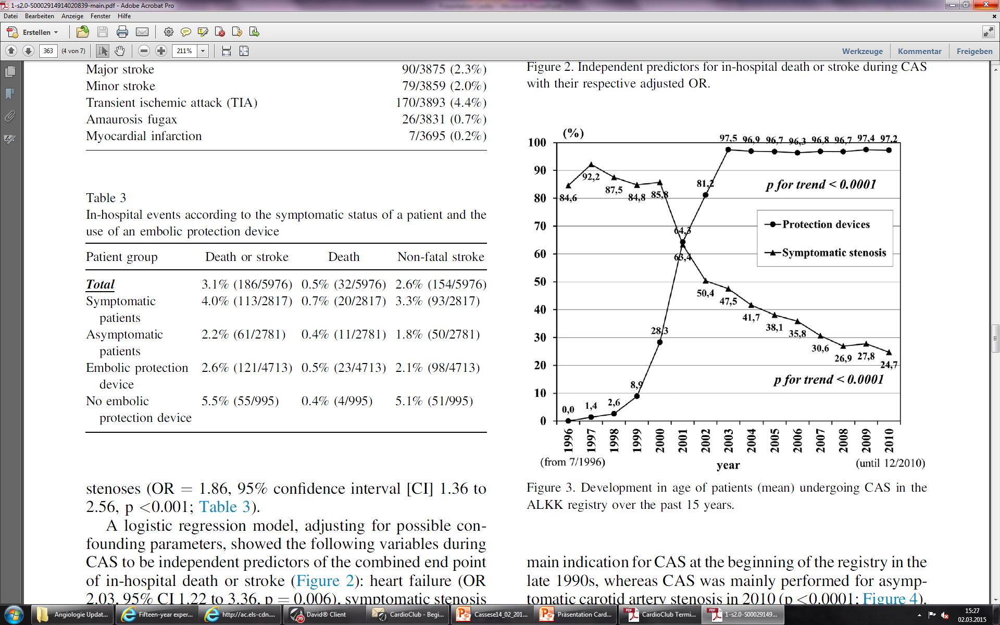 1-s2.0-S0002914914020839-main.pdf - Adobe Acrobat Pro
Datei Bearbeiten Anzeige Fenster Hilfe
Erstellen
363 (4 von 7) 211% Werkzeuge Kommentar Freigeben
Major stroke 90/3875 (2.3%)
Minor stroke 79/3859 (2.0%)
Transient ischemic attack (TIA) 170/3893 (4.4%)
Amaurosis fugax 26/3831 (0.7%)
Myocardial infarction 7/3695 (0.2%)
Table 3
In-hospital events according to the symptomatic status of a patient and the
use of an embolic protection device
Patient group Death or stroke Death Non-fatal stroke
Total 3.1% (186/5976) 0.5% (32/5976) 2.6% (154/5976)
Symptomatic 4.0% (113/2817) 0.7% (20/2817) 3.3% (93/2817)
patients
Asymptomatic 2.2% (61/2781) 0.4% (11/2781) 1.8% (50/2781)
patients
Embolic protection 2.6% (121/4713) 0.5% (23/4713) 2.1% (98/4713)
device
No embolic 5.5% (55/995) 0.4% (4/995) 5.1% (51/995)
protection device
stenoses (OR = 1.86, 95% confidence interval [CI] 1.36 to
2.56, p <0.001; Table 3).
A logistic regression model, adjusting for possible con-
founding parameters, showed the following variables during
CAS to be independent predictors of the combined end point
of in-hospital death or stroke (Figure 2): heart failure (OR
2.03, 95% CI 1.22 to 3.36, p = 0.006), symptomatic stenosis
Figure 2. Independent predictors for in-hospital death or stroke during CAS
with their respective adjusted OR.
(%)
100
90
80
70
60
50
40
30
20
10
0
97,5 96,9 96,7 96,3 96,8 96,7 97,4 97,2
84,6 92,2 87,5 84,8 85,8 81,2
p for trend < 0.0001
Protection devices
Symptomatic stenosis
64,3
63,4
50,4 47,5 41,7 38,1 35,8 30,6 26,9 27,8 24,7
28,3
p for trend < 0.0001
0,0 1,4 2,6 8,9
1996 1997 1998 1999 2000 2001 2002 2003 2004 2005 2006 2007 2008 2009 2010
(from 7/1996) year (until 12/2010)
Figure 3. Development in age of patients (mean) undergoing CAS in the
ALKK registry over the past 15 years.
main indication for CAS at the beginning of the registry in the
late 1990s, whereas CAS was mainly performed for asymp-
tomatic carotid artery stenosis in 2010 (p <0.0001; Figure 4).
Angiologie Updat... Fifteen-year exper... http://ac.els-cdn.... David® Client CardioClub - Begi... Cassese14_02_201... Präsentation Card... CardioClub Termi... 1-s2.0-S00029149...
15:27
02.03.2015